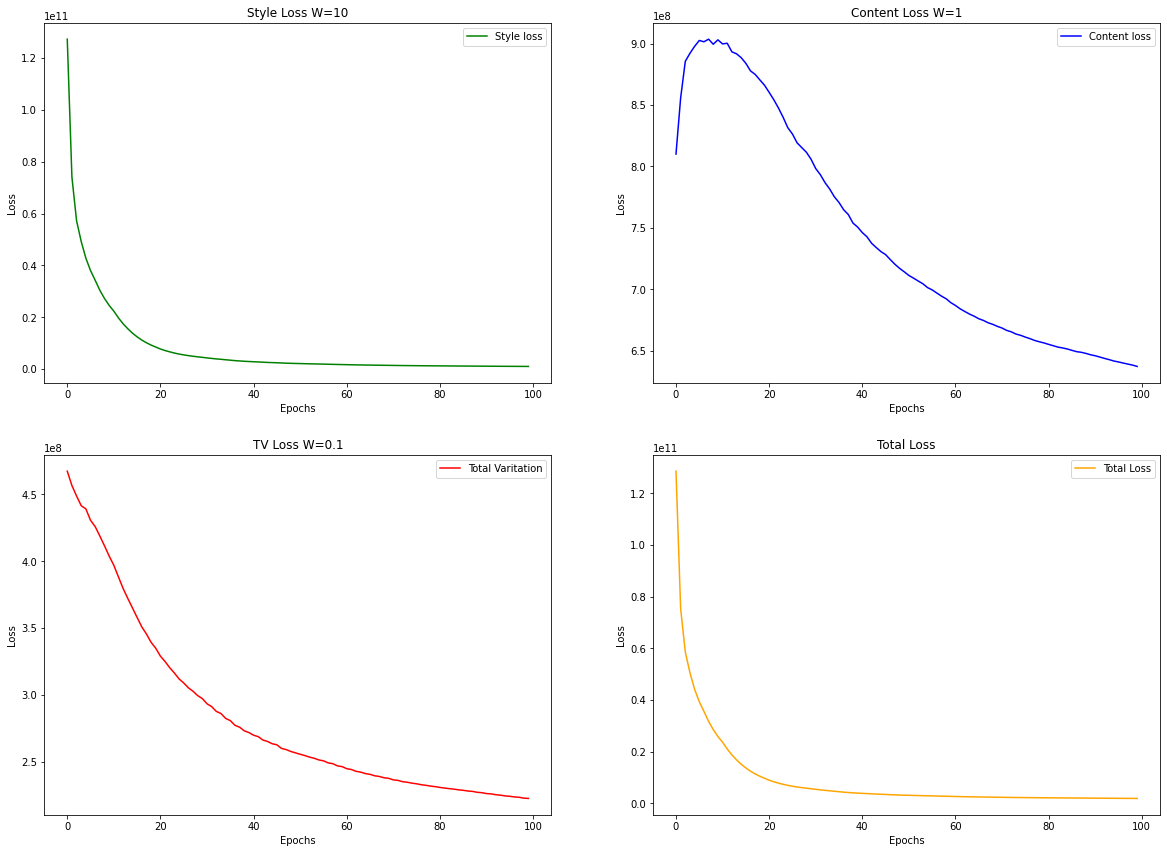 Style Loss W=10
1e11
Style loss
1.2
1.0
0.8
0.6
0.4
0.2
0.0
Loss
0 20 40 60 80 100
Epochs
Content Loss W=1
1e8
Content loss
9.0
8.5
8.0
7.5
7.0
6.5
Loss
0 20 40 60 80 100
Epochs
TV Loss W=0.1
1e8
Total Varitation
4.5
4.0
3.5
3.0
2.5
Loss
0 20 40 60 80 100
Epochs
Total Loss
1e11
Total Loss
1.2
1.0
0.8
0.6
0.4
0.2
0.0
Loss
0 20 40 60 80 100
Epochs